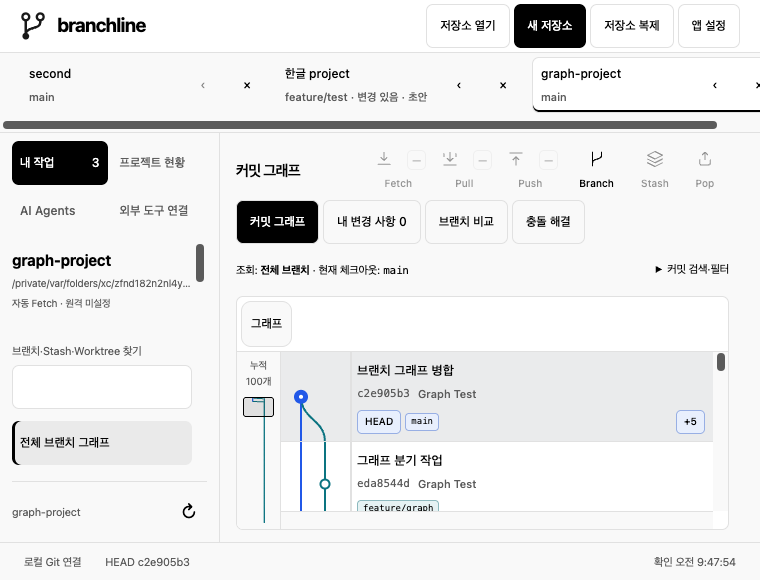 branchline
저장소 열기
새 저장소
저장소 복제
앱 설정
second
main
한글 project
feature/test · 변경 있음 · 초안
graph-project
main
내 작업 3
프로젝트 현황
AI Agents
외부 도구 연결
graph-project
/private/var/folders/xc/zfnd182n2nl4y...
자동 Fetch · 원격 미설정
브랜치·Stash·Worktree 찾기
전체 브랜치 그래프
graph-project
커밋 그래프
Fetch
Pull
Push
Branch
Stash
Pop
커밋 그래프
내 변경 사항 0
브랜치 비교
충돌 해결
조회: 전체 브랜치 · 현재 체크아웃: main
▶ 커밋 검색·필터
그래프
누적
100개
브랜치 그래프 병합
c2e905b3 Graph Test
HEAD main +5
그래프 분기 작업
eda8544d Graph Test
feature/graph
로컬 Git 연결
HEAD c2e905b3
확인 오전 9:47:54